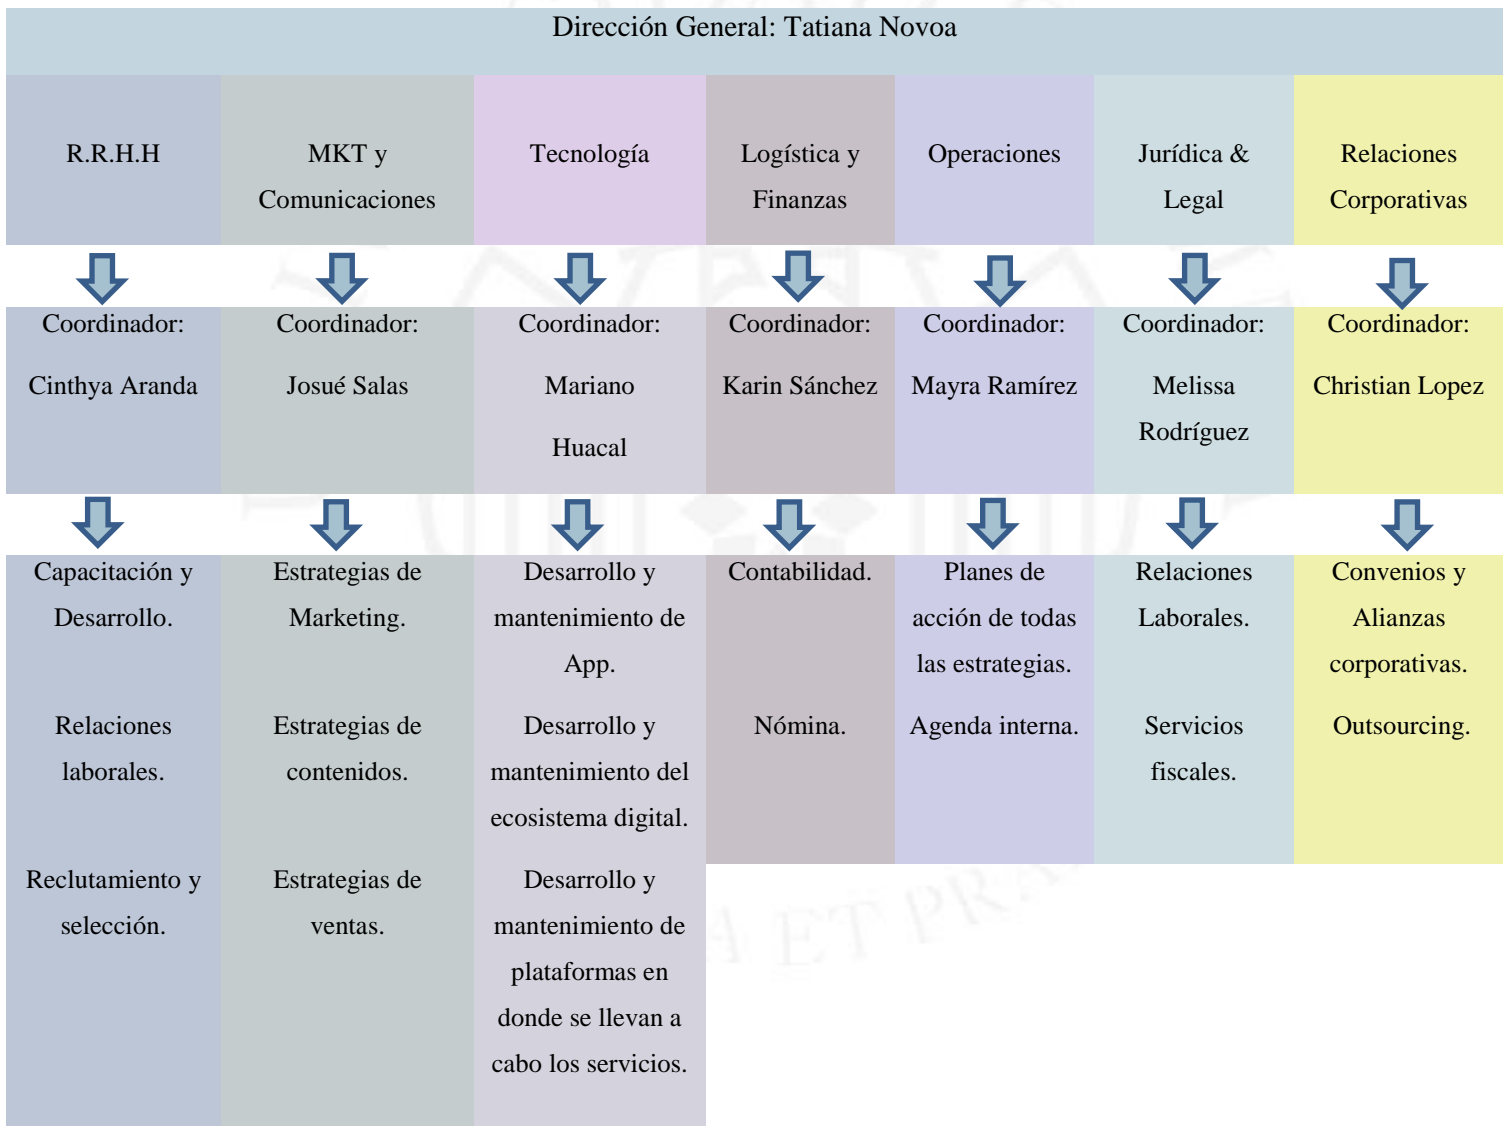 Dirección General: Tatiana Novoa
R.R.H.H
MKT y
Comunicaciones
Tecnología
Logística y
Finanzas
Operaciones
Jurídica &
Legal
Relaciones
Corporativas
Coordinador:
Cinthya Aranda
Coordinador:
Josué Salas
Coordinador:
Mariano
Huacal
Coordinador:
Karin Sánchez
Coordinador:
Mayra Ramírez
Coordinador:
Melissa
Rodríguez
Coordinador:
Christian Lopez
Capacitación y
Desarrollo.
Estrategias de
Marketing.
Desarrollo y
mantenimiento de
App.
Contabilidad.
Planes de
acción de todas
las estrategias.
Relaciones
Laborales.
Convenios y
Alianzas
corporativas.
Relaciones
laborales.
Estrategias de
contenidos.
Desarrollo y
mantenimiento del
ecosistema digital.
Nómina.
Agenda interna.
Servicios
fiscales.
Outsourcing.
Reclutamiento y
selección.
Estrategias de
ventas.
Desarrollo y
mantenimiento de
plataformas en
donde se llevan a
cabo los servicios.